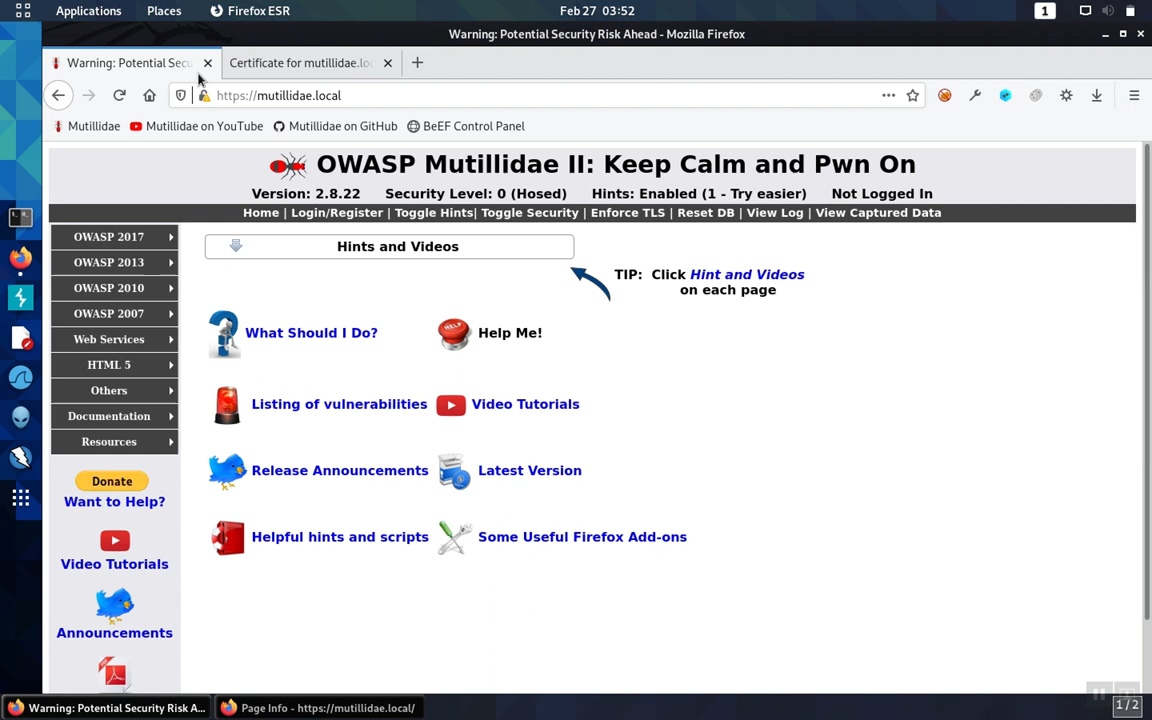 Applications Places Firefox ESR Feb 27 03:52 1
Warning: Potential Security Risk Ahead - Mozilla Firefox
Warning: Potential Secu Certificate for mutillidae.lo
https://mutillidae.local
Mutillidae Mutillidae on YouTube Mutillidae on GitHub BeEF Control Panel
OWASP Mutillidae II: Keep Calm and Pwn On
Version: 2.8.22 Security Level: 0 (Hosed) Hints: Enabled (1 - Try easier) Not Logged In
Home | Login/Register | Toggle Hints| Toggle Security | Enforce TLS | Reset DB | View Log | View Captured Data
OWASP 2017
OWASP 2013
OWASP 2010
OWASP 2007
Web Services
HTML 5
Others
Documentation
Resources
Donate
Want to Help?
Video Tutorials
Announcements
Hints and Videos
TIP: Click Hint and Videos
on each page
What Should I Do? HELP Help Me!
Listing of vulnerabilities Video Tutorials
Release Announcements Latest Version
Helpful hints and scripts Some Useful Firefox Add-ons
Warning: Potential Security Risk A... Page Info - https://mutillidae.local/ 1/2